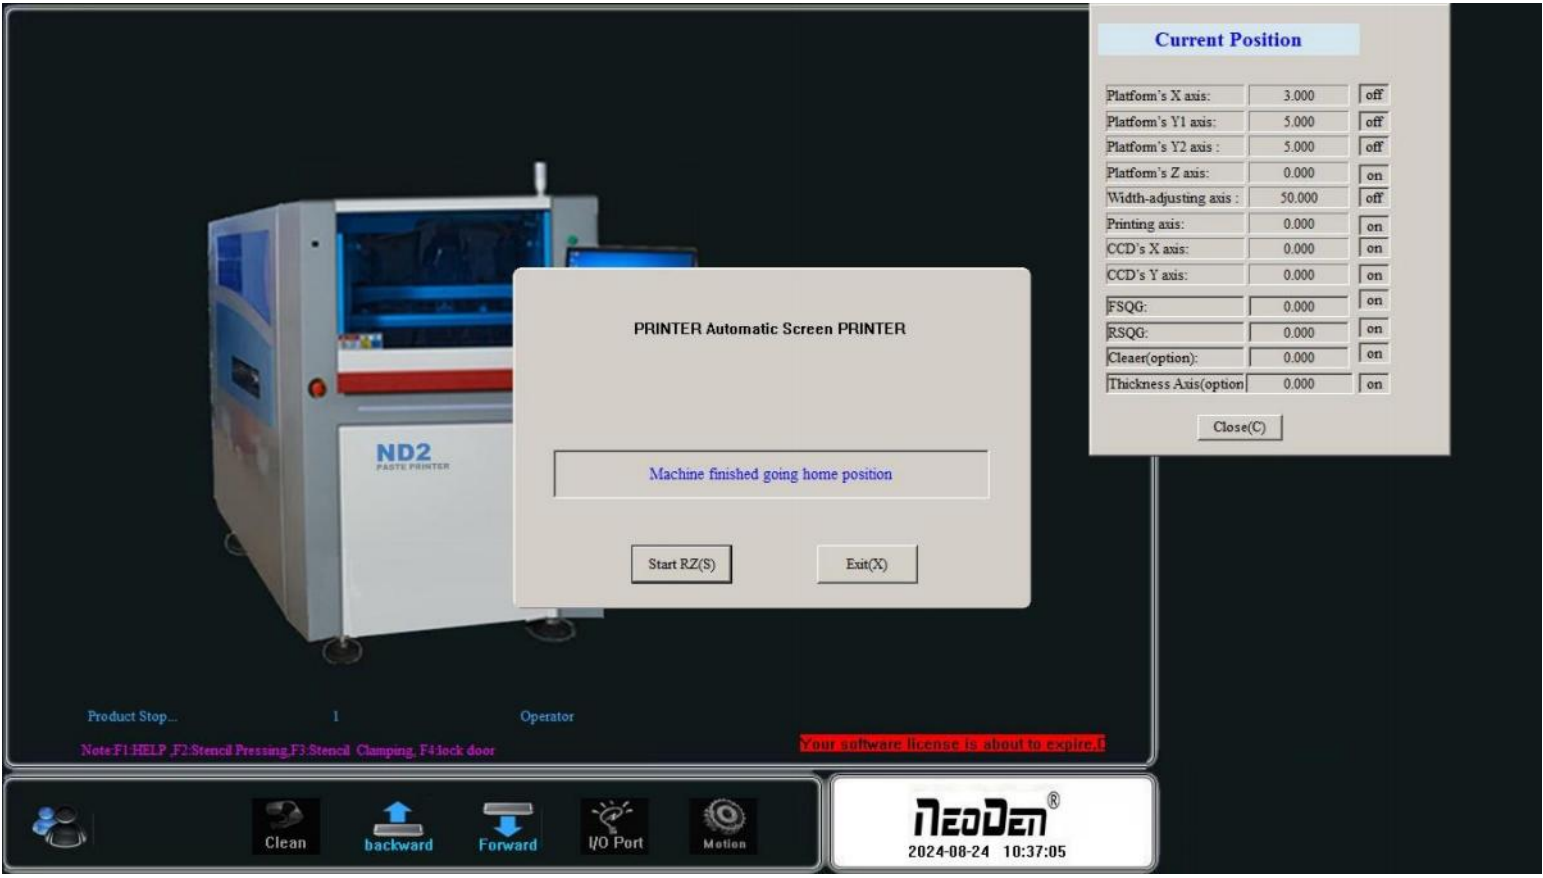 Current Position
Platform's X axis: 3.000 off
Platform's Y1 axis: 5.000 off
Platform's Y2 axis : 5.000 off
Platform's Z axis: 0.000 on
Width-adjusting axis : 50.000 off
Printing axis: 0.000 on
CCD's X axis: 0.000 on
CCD's Y axis: 0.000 on
FSQG: 0.000 on
RSQG: 0.000 on
Cleaer(option): 0.000 on
Thickness Axis(option 0.000 on
Close(C)
PRINTER Automatic Screen PRINTER
Machine finished going home position
Start RZ(S) Exit(X)
ND2
PASTE PRINTER
Product Stop... 1 Operator
Note:F1:HELP ,F2:Stencil Pressing,F3:Stencil Clamping, F4:lock door
Your software license is about to expire,
Clean backward Forward I/O Port Motion
NEODEN®
2024-08-24 10:37:05